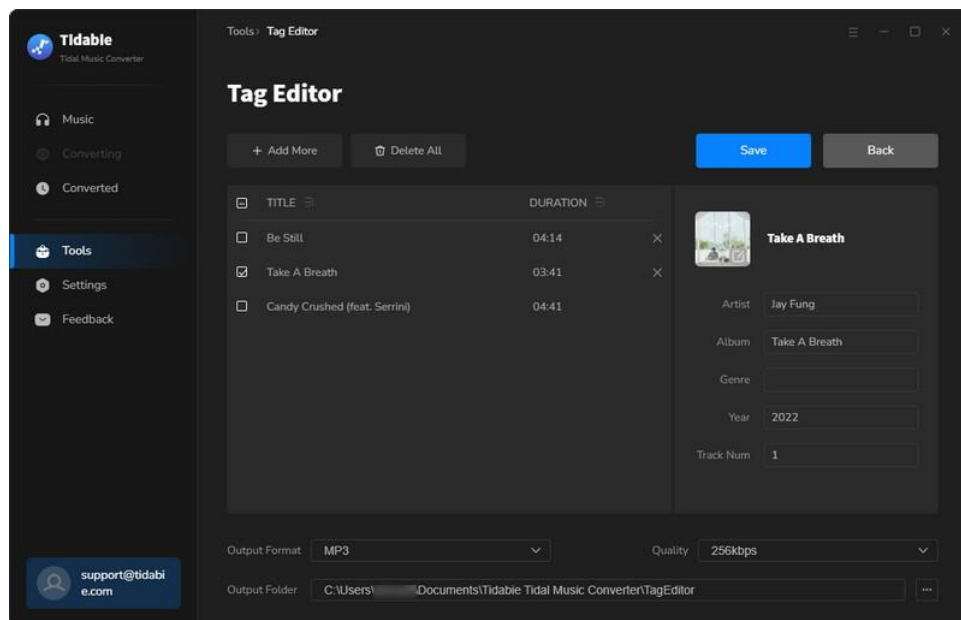 TIdable
Tidal Music Converter
Music
Converting
Converted
Tools
Settings
Feedback
support@tidabi
e.com
Tools› Tag Editor
Tag Editor
+ Add More
Delete All
Save
Back
TITLE
DURATION
Be Still
04:14
Take A Breath
03:41
Candy Crushed (feat. Serrini)
04:41
Take A Breath
Artist
Jay Fung
Album
Take A Breath
Genre
Year
2022
Track Num
1
Output Format
MP3
Quality
256kbps
Output Folder
C:\Users\ \Documents\Tidabie Tidal Music Converter\TagEditor